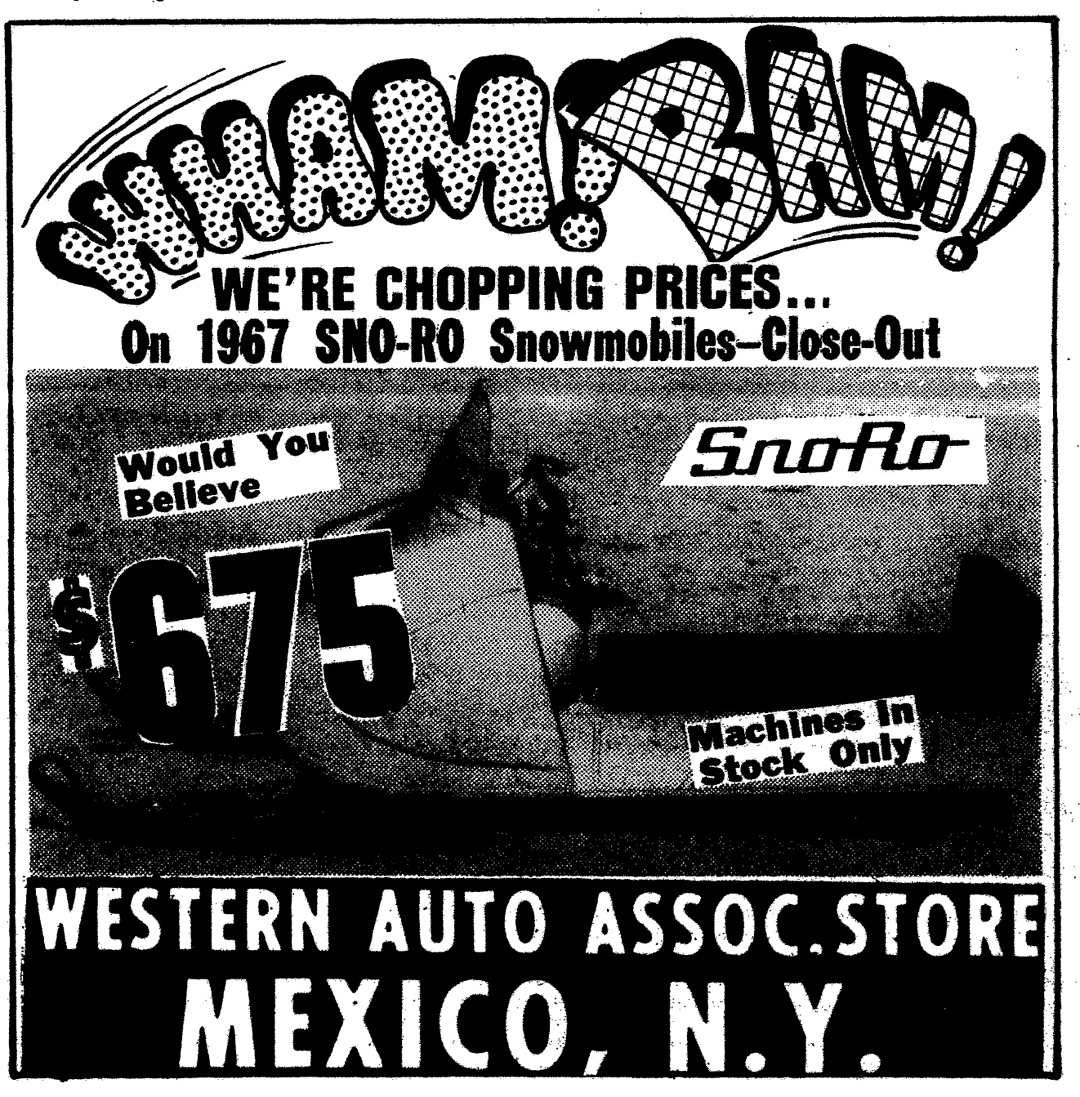 WHAM! BAM!
WE'RE CHOPPING PRICES...
On 1967 SNO-RO Snowmobiles—Close-Out
Would You
Believe
$675
SnoRo
Machines In
Stock Only
WESTERN AUTO ASSOC. STORE
MEXICO, N.Y.